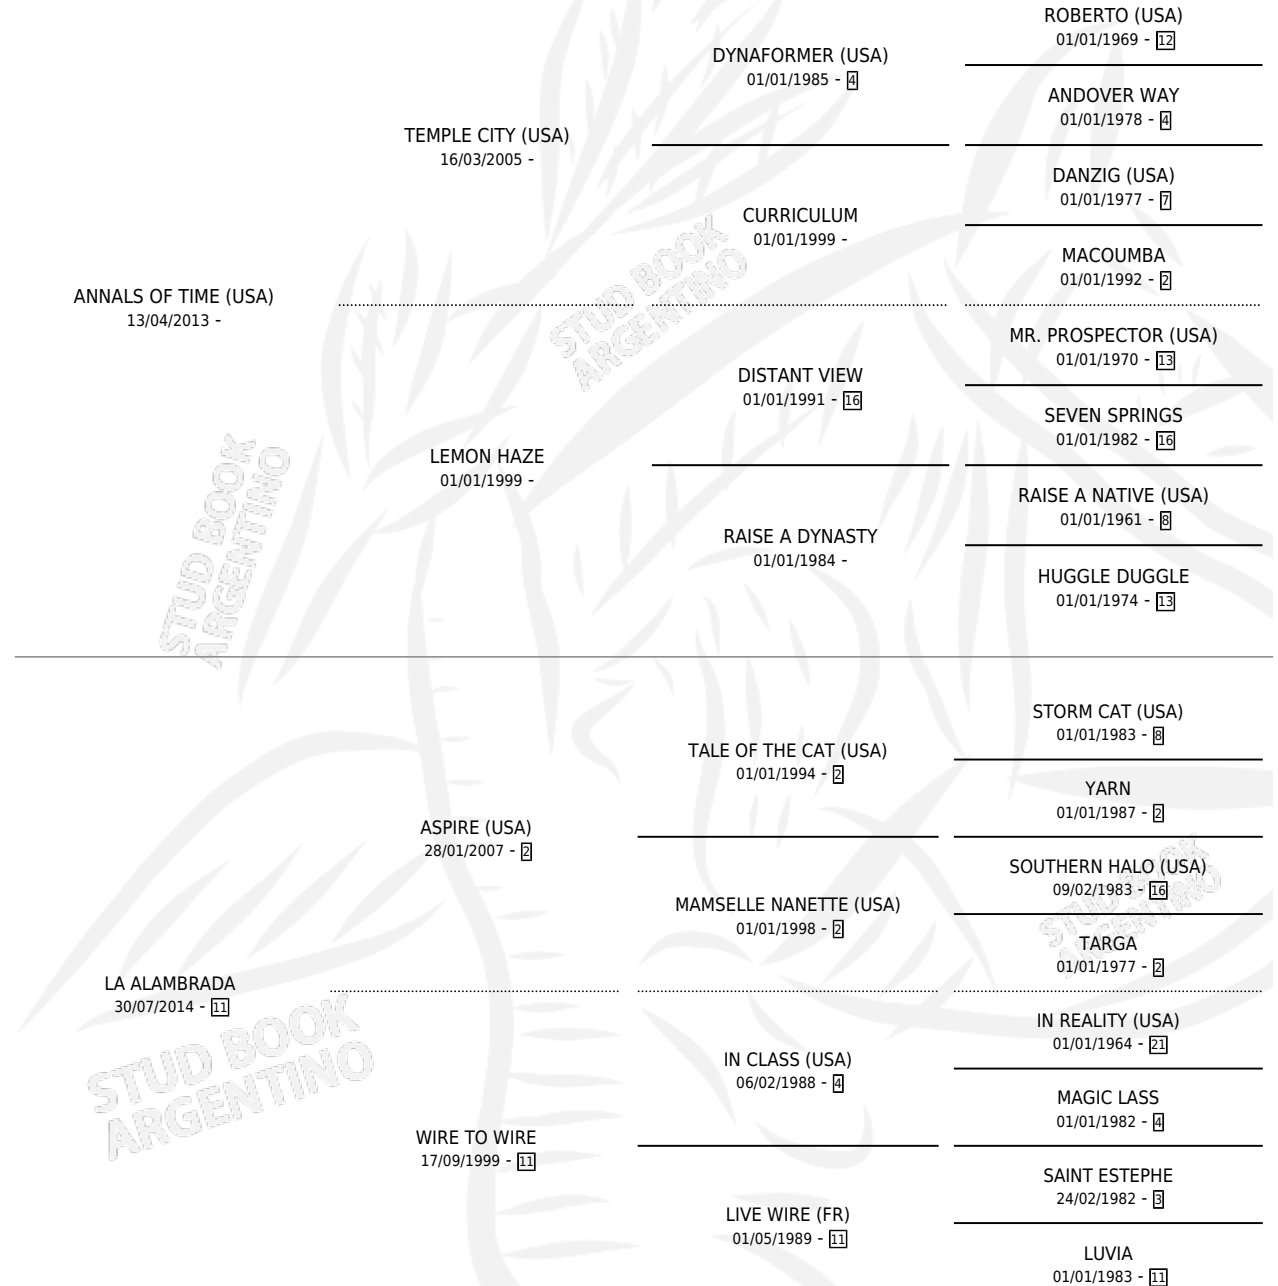 ROBERTO (USA)
01/01/1969 - 12
DYNAFORMER (USA)
01/01/1985 - 4
ANDOVER WAY
01/01/1978 - 4
TEMPLE CITY (USA)
16/03/2005 -
DANZIG (USA)
01/01/1977 - 7
CURRICULUM
01/01/1999 -
MACOUMBA
01/01/1992 - 2
ANNALS OF TIME (USA)
13/04/2013 -
MR. PROSPECTOR (USA)
01/01/1970 - 13
DISTANT VIEW
01/01/1991 - 16
SEVEN SPRINGS
01/01/1982 - 16
LEMON HAZE
01/01/1999 -
RAISE A NATIVE (USA)
01/01/1961 - 8
RAISE A DYNASTY
01/01/1984 -
HUGGLE DUGGLE
01/01/1974 - 13
STORM CAT (USA)
01/01/1983 - 8
TALE OF THE CAT (USA)
01/01/1994 - 2
YARN
01/01/1987 - 2
ASPIRE (USA)
28/01/2007 - 2
SOUTHERN HALO (USA)
09/02/1983 - 16
MAMSELLE NANETTE (USA)
01/01/1998 - 2
TARGA
01/01/1977 - 2
LA ALAMBRADA
30/07/2014 - 11
IN REALITY (USA)
01/01/1964 - 21
IN CLASS (USA)
06/02/1988 - 4
MAGIC LASS
01/01/1982 - 4
WIRE TO WIRE
17/09/1999 - 11
SAINT ESTEPHE
24/02/1982 - 3
LIVE WIRE (FR)
01/05/1989 - 11
LUVIA
01/01/1983 - 11
STUD BOOK
ARGENTINO
STUD BOOK
ARGENTINO
STUD BOOK
ARGENTINO
STUD BOOK
ARGENTINO